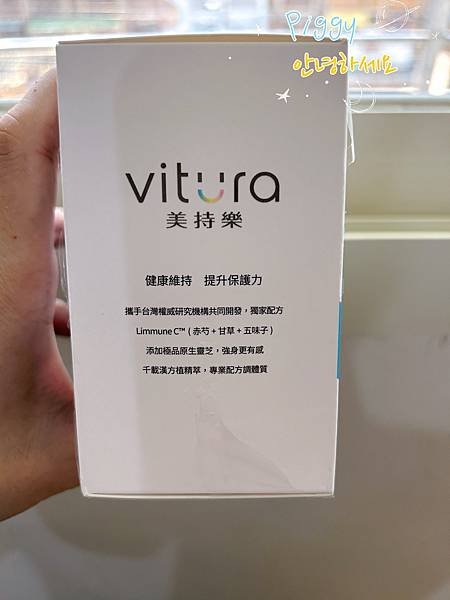 Piggy
안녕하세요
vitura
美持樂
健康維持 提升保護力
攜手台灣權威研究機構共同開發，獨家配方
Limmune C™ ( 赤芍 + 甘草 + 五味子 )
添加極品原生靈芝，強身更有感
千載漢方植精萃，專業配方調體質